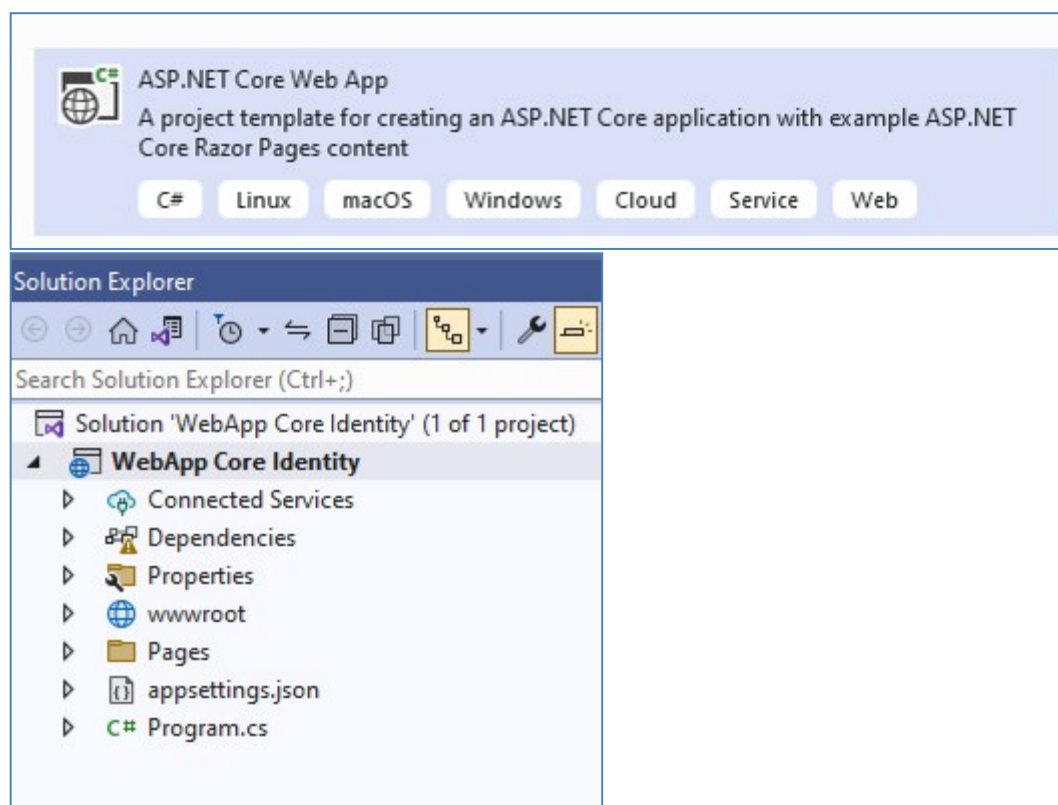 ASP.NET Core Web App
A project template for creating an ASP.NET Core application with example ASP.NET
Core Razor Pages content
C# Linux macOS Windows Cloud Service Web
Solution Explorer
Search Solution Explorer (Ctrl+;)
Solution 'WebApp Core Identity' (1 of 1 project)
WebApp Core Identity
Connected Services
Dependencies
Properties
wwwroot
Pages
appsettings.json
C# Program.cs